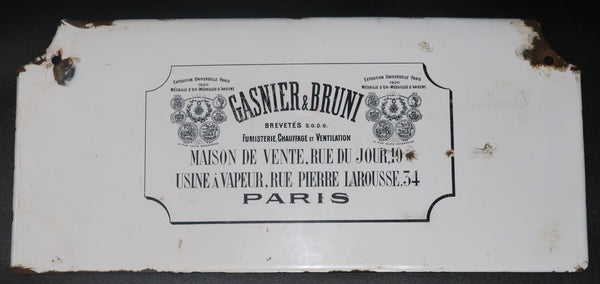 EXPOSITION UNIVERSELLE PARIS
1900
MÉDAILLE D'OR-MÉDAILLES D'ARGENT
EXPOSITION UNIVERSELLE PARIS
1900
MÉDAILLE D'OR-MÉDAILLES D'ARGENT
GASNIER & BRUNI
BREVETÉS S.G.D.G.
FUMISTERIE, CHAUFFAGE ET VENTILATION
MAISON DE VENTE, RUE DU JOUR, 19
USINE À VAPEUR, RUE PIERRE LAROUSSE. 34
PARIS